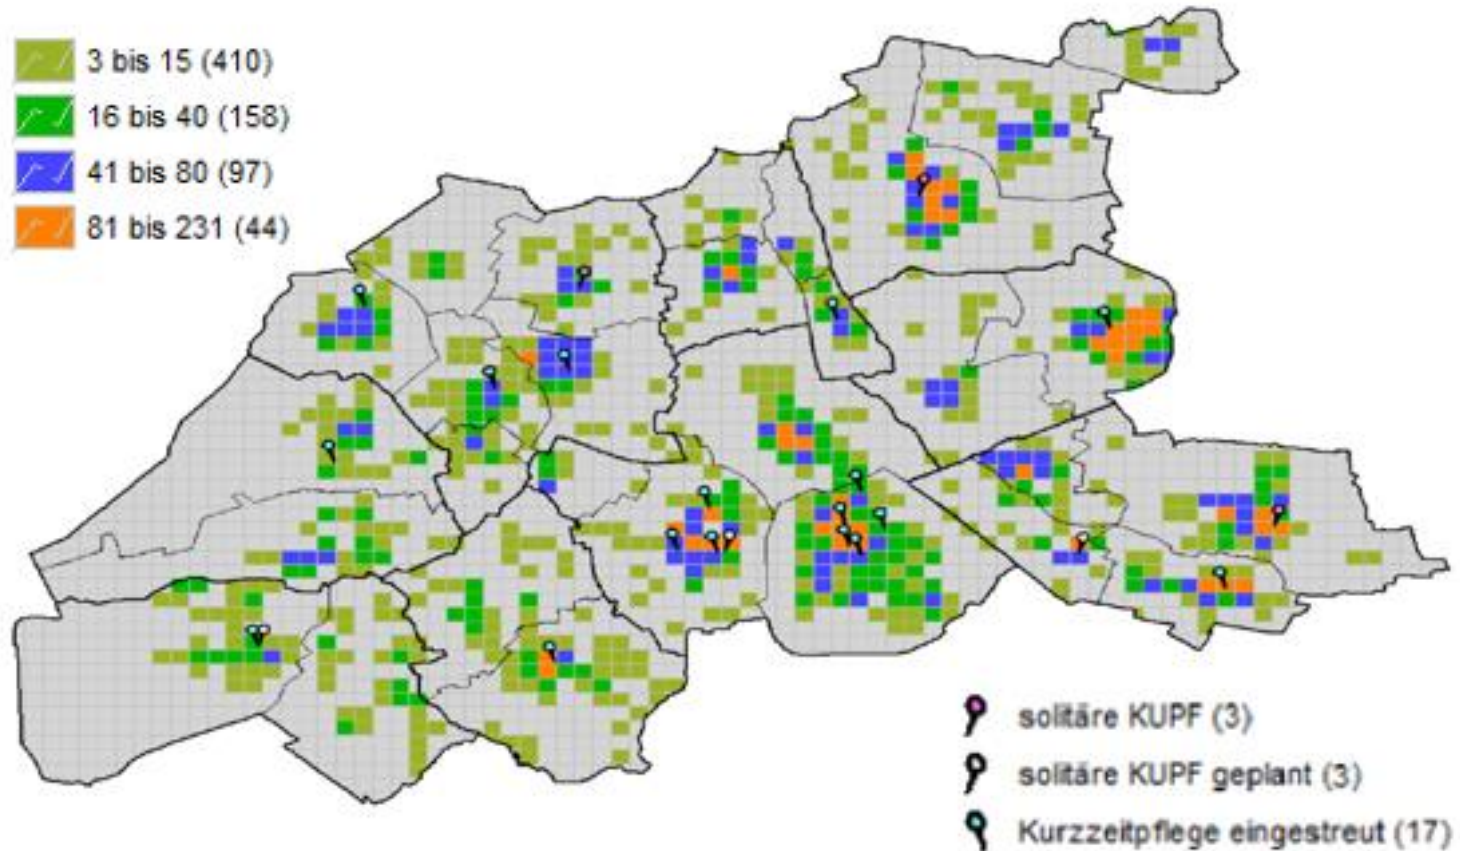 3 bis 15 (410)
16 bis 40 (158)
41 bis 80 (97)
81 bis 231 (44)
solitäre KUPF (3)
solitäre KUPF geplant (3)
Kurzzeitpflege eingestreut (17)